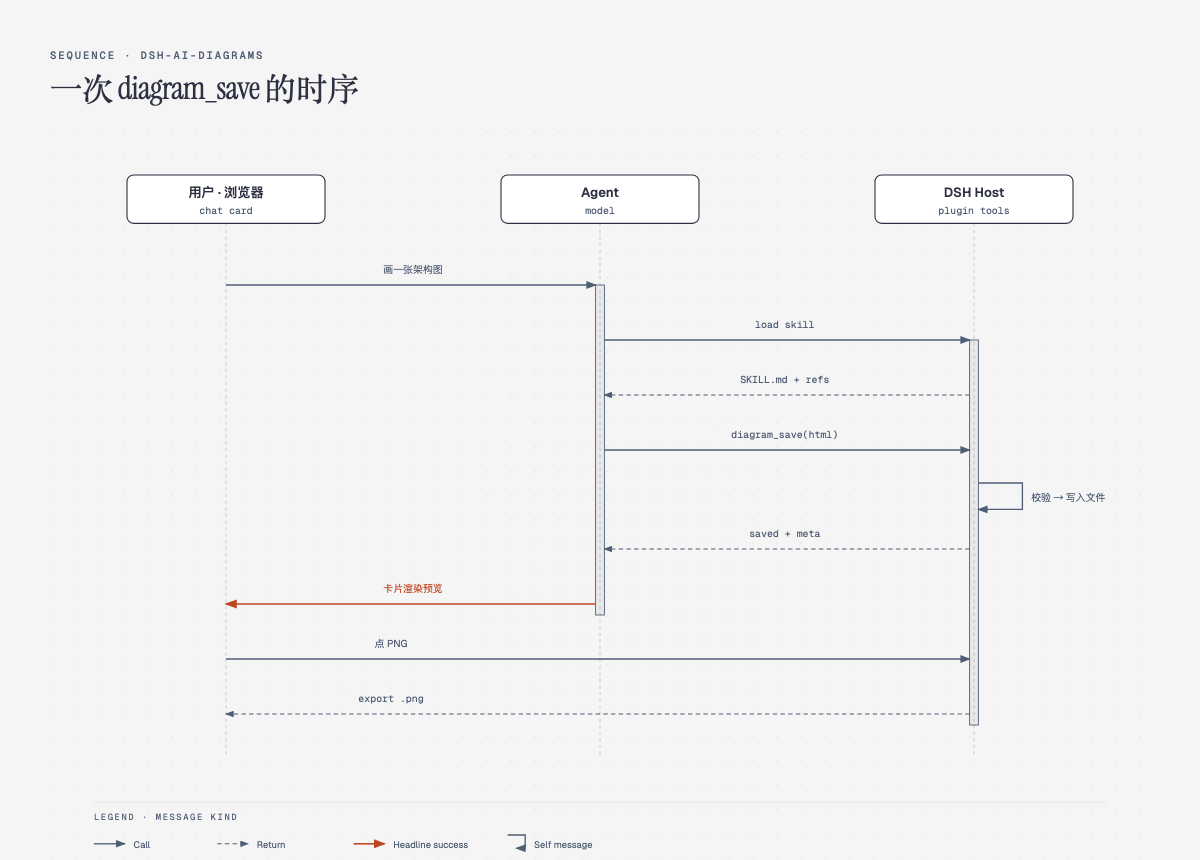 SEQUENCE · DSH-AI-DIAGRAMS
一次 diagram_save 的时序
用户 · 浏览器
chat card
Agent
model
DSH Host
plugin tools
画一张架构图
load skill
SKILL.md + refs
diagram_save(html)
校验 → 写入文件
saved + meta
卡片渲染预览
点 PNG
export .png
LEGEND · MESSAGE KIND
Call
Return
Headline success
Self message